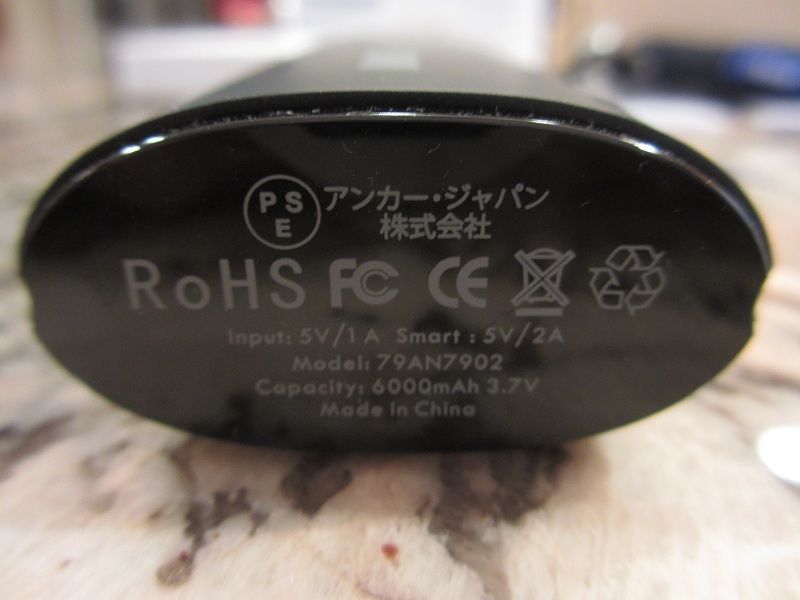 PSE アンカー・ジャパン
株式会社
RoHS FC CE
Input: 5V/1A Smart : 5V/2A
Model: 79AN7902
Capacity: 6000mAh 3.7V
Made in China